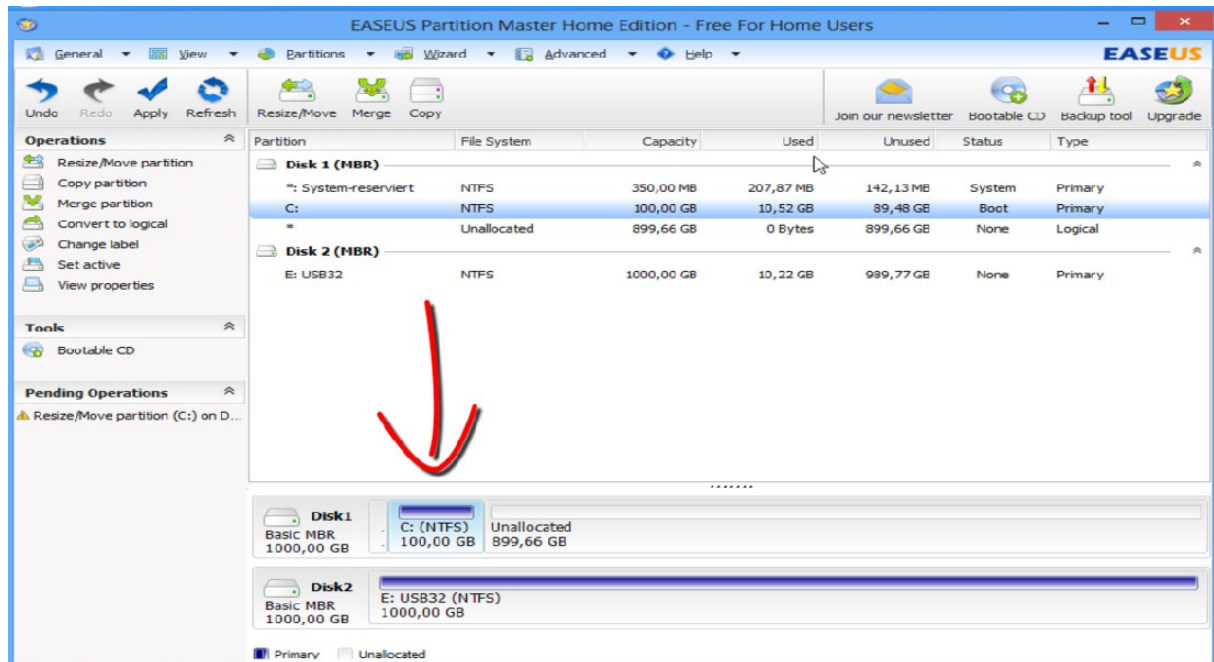 EASEUS Partition Master Home Edition - Free For Home Users
General View Partitions Wizard Advanced Help EASEUS
Undo Redo Apply Refresh Resize/Move Merge Copy Join our newsletter Bootable CD Backup tool Upgrade
Operations
Resize/Move partition
Copy partition
Merge partition
Convert to logical
Change label
Set active
View properties
Tools
Bootable CD
Pending Operations
Resize/Move partition (C:) on D...
Partition File System Capacity Used Unused Status Type
Disk 1 (MBR)
*: System-reserviert NTFS 350,00 MB 207,87 MB 142,13 MB System Primary
C: NTFS 100,00 GB 10,52 GB 89,48 GB Boot Primary
* Unallocated 899,66 GB 0 Bytes 899,66 GB None Logical
Disk 2 (MBR)
E: USB32 NTFS 1000,00 GB 10,22 GB 989,77 GB None Primary
Disk1
Basic MBR
1000,00 GB
C: (NTFS)
100,00 GB
Unallocated
899,66 GB
Disk2
Basic MBR
1000,00 GB
E: USB32 (NTFS)
1000,00 GB
Primary Unallocated